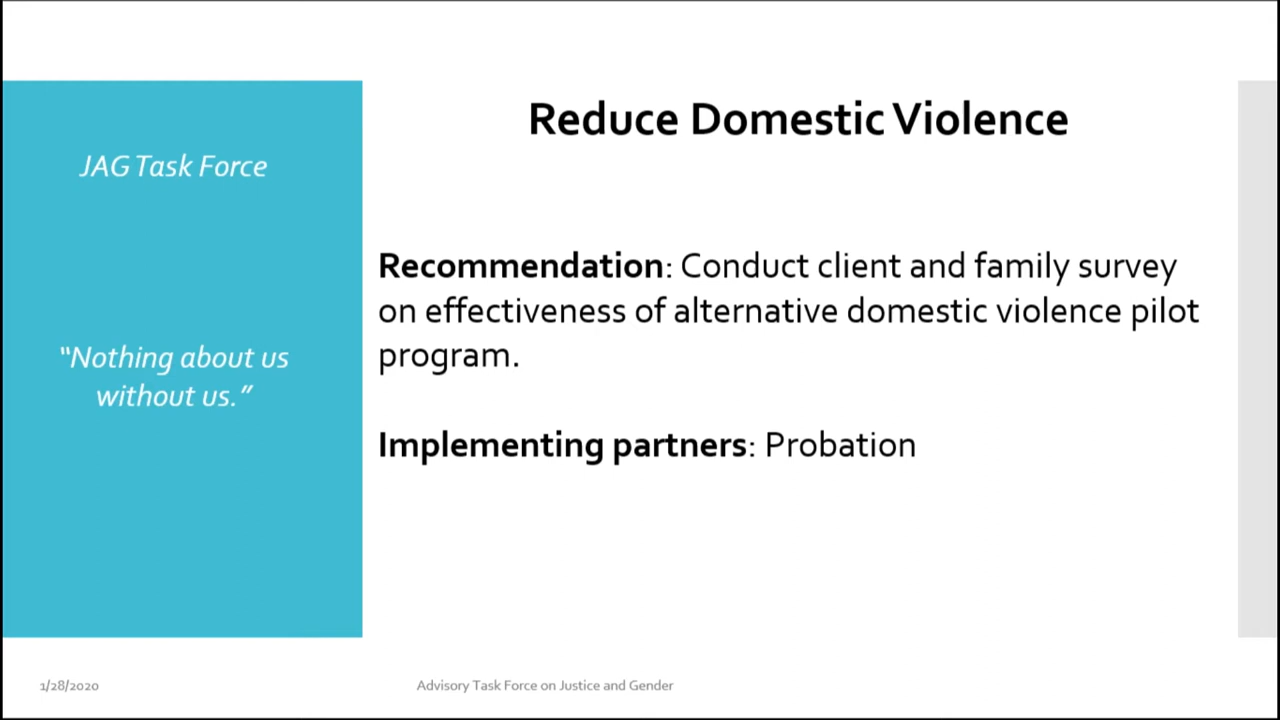 JAG Task Force
“Nothing about us
without us.”
Reduce Domestic Violence
Recommendation: Conduct client and family survey
on effectiveness of alternative domestic violence pilot
program.
Implementing partners: Probation
1/28/2020
Advisory Task Force on Justice and Gender